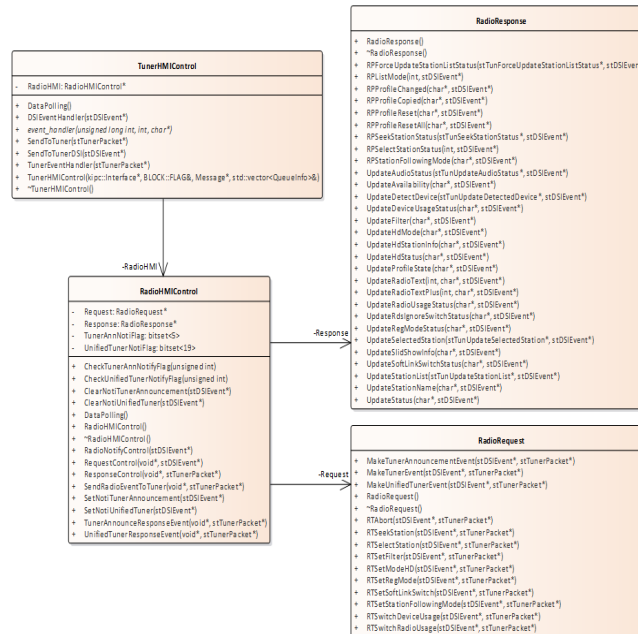 TunerHMIControl
- RadioHMI: RadioHMIControl*
+ DataPolling()
+ DSIEventHandler(stDSIEvent*)
+ event_handler(unsigned long int, int, char*)
+ SendToTuner(stTunerPacket*)
+ SendToTunerDSI(stDSIEvent*)
+ TunerEventHandler(stTunerPacket*)
+ TunerHMIControl(kipc::Interface*, BLOCK::FLAG&, Message*, std::vector<QueueInfo>&)
+ ~TunerHMIControl()
-RadioHMI
RadioHMIControl
- Request: RadioRequest*
- Response: RadioResponse*
- TunerAnnNotiFlag: bitset<5>
- UnifiedTunerNotiFlag: bitset<19>
+ CheckTunerAnnNotifyFlag(unsigned int)
+ CheckUnifiedTunerNotifyFlag(unsigned int)
+ ClearNotiTunerAnnouncement(stDSIEvent*)
+ ClearNotiUnifiedTuner(stDSIEvent*)
+ DataPolling()
+ RadioHMIControl()
+ ~RadioHMIControl()
+ RadioNotifyControl(stDSIEvent*)
+ RequestControl(void*, stDSIEvent*)
+ ResponseControl(void*, stTunerPacket*)
+ SendRadioEventToTuner(void*, stTunerPacket*)
+ SetNotiTunerAnnouncement(stDSIEvent*)
+ SetNotiUnifiedTuner(stDSIEvent*)
+ TunerAnnounceResponseEvent(void*, stTunerPacket*)
+ UnifiedTunerResponseEvent(void*, stTunerPacket*)
-Response
-Request
RadioResponse
+ RadioResponse()
+ ~RadioResponse()
+ RPForceUpdateStationListStatus(stTunForceUpdateStationListStatus*, stDSIEven
+ RPListMode(int, stDSIEvent*)
+ RPProfileChanged(char*, stDSIEvent*)
+ RPProfileCopied(char*, stDSIEvent*)
+ RPProfileReset(char*, stDSIEvent*)
+ RPProfileResetAll(char*, stDSIEvent*)
+ RPSeekStationStatus(stTunSeekStationStatus*, stDSIEvent*)
+ RPSelectStationStatus(int, stDSIEvent*)
+ RPStationFollowingMode(char*, stDSIEvent*)
+ UpdateAudioStatus(stTunUpdateAudioStatus*, stDSIEvent*)
+ UpdateAvailability(char*, stDSIEvent*)
+ UpdateDetectDevice(stTunUpdateDetectedDevice*, stDSIEvent*)
+ UpdateDeviceUsageStatus(char*, stDSIEvent*)
+ UpdateFilter(char*, stDSIEvent*)
+ UpdateHdMode(char*, stDSIEvent*)
+ UpdateHdStationInfo(char*, stDSIEvent*)
+ UpdateHdStatus(char*, stDSIEvent*)
+ UpdateProfileState(char*, stDSIEvent*)
+ UpdateRadioText(int, char*, stDSIEvent*)
+ UpdateRadioTextPlus(int, char*, stDSIEvent*)
+ UpdateRadioUsageStatus(char*, stDSIEvent*)
+ UpdateRdsIgnoreSwitchStatus(char*, stDSIEvent*)
+ UpdateRegModeStatus(char*, stDSIEvent*)
+ UpdateSelectedStation(stTunUpdateSelectedStation*, stDSIEvent*)
+ UpdateSlidShowInfo(char*, stDSIEvent*)
+ UpdateSoftLinkSwitchStatus(char*, stDSIEvent*)
+ UpdateStationList(stTunUpdateStationList*, stDSIEvent*)
+ UpdateStationName(char*, stDSIEvent*)
+ UpdateStatus(char*, stDSIEvent*)
RadioRequest
+ MakeTunerAnnouncementEvent(stDSIEvent*, stTunerPacket*)
+ MakeTunerEvent(stDSIEvent*, stTunerPacket*)
+ MakeUnifiedTunerEvent(stDSIEvent*, stTunerPacket*)
+ RadioRequest()
+ ~RadioRequest()
+ RTAbort(stDSIEvent*, stTunerPacket*)
+ RTSeekStation(stDSIEvent*, stTunerPacket*)
+ RTSelectStation(stDSIEvent*, stTunerPacket*)
+ RTSetFilter(stDSIEvent*, stTunerPacket*)
+ RTSetModeHD(stDSIEvent*, stTunerPacket*)
+ RTSetRegMode(stDSIEvent*, stTunerPacket*)
+ RTSetSoftLinkSwitch(stDSIEvent*, stTunerPacket*)
+ RTSetStationFollowingMode(stDSIEvent*, stTunerPacket*)
+ RTSwitchDeviceUsage(stDSIEvent*, stTunerPacket*)
+ RTSwitchRadioUsage(stDSIEvent*, stTunerPacket*)